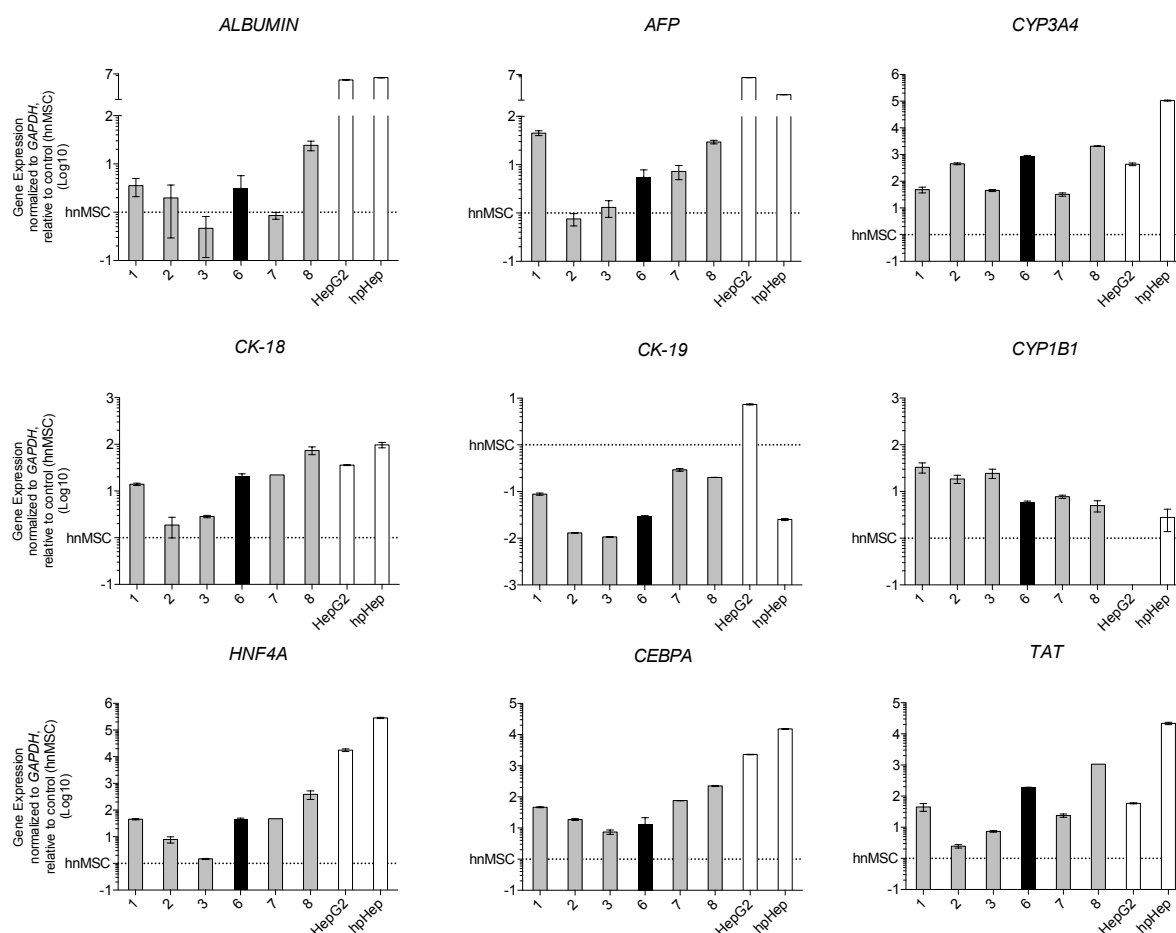 ALBUMIN
Gene Expression
normalized to GAPDH,
relative to control (hnMSC)
(Log10)
7
2
1
hnMSC
-1
1 2 3 6 7 8 HepG2 hpHep
AFP
7
2
1
hnMSC
-1
1 2 3 6 7 8 HepG2 hpHep
CYP3A4
6
5
4
3
2
1
hnMSC
-1
1 2 3 6 7 8 HepG2 hpHep
CK-18
Gene Expression
normalized to GAPDH,
relative to control (hnMSC)
(Log10)
3
2
1
hnMSC
-1
1 2 3 6 7 8 HepG2 hpHep
CK-19
1
hnMSC
-1
-2
-3
1 2 3 6 7 8 HepG2 hpHep
CYP1B1
3
2
1
hnMSC
-1
1 2 3 6 7 8 HepG2 hpHep
HNF4A
Gene Expression
normalized to GAPDH,
relative to control (hnMSC)
(Log10)
6
5
4
3
2
1
hnMSC
-1
1 2 3 6 7 8 HepG2 hpHep
CEBPA
5
4
3
2
1
hnMSC
-1
1 2 3 6 7 8 HepG2 hpHep
TAT
5
4
3
2
1
hnMSC
-1
1 2 3 6 7 8 HepG2 hpHep